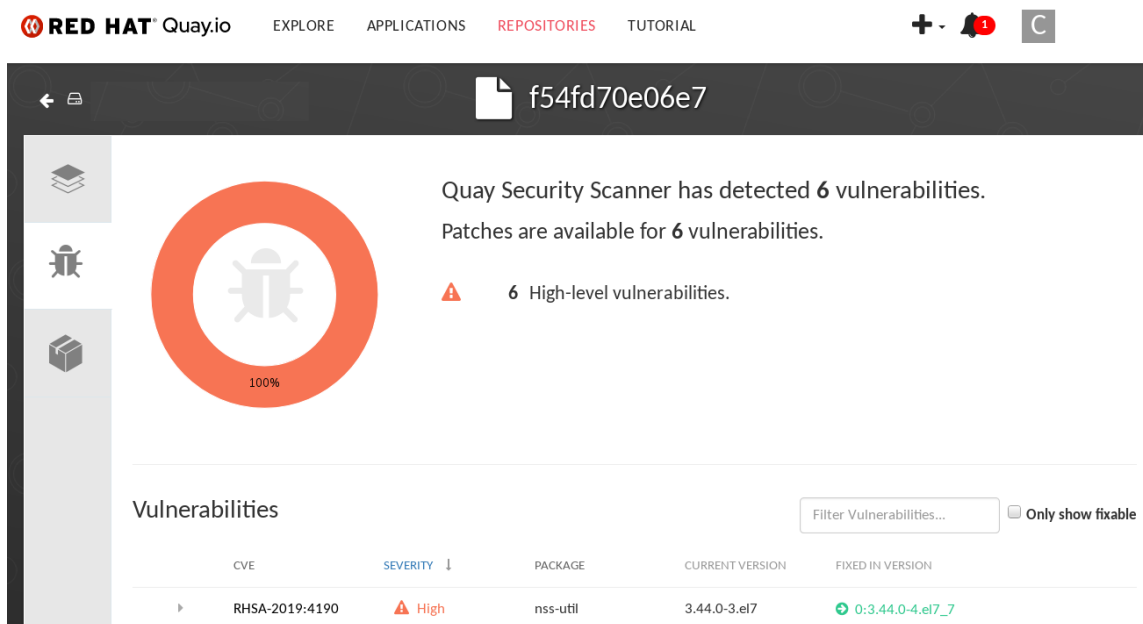 RED HAT Quay.io EXPLORE APPLICATIONS REPOSITORIES TUTORIAL 1 C
f54fd70e06e7
Quay Security Scanner has detected 6 vulnerabilities.
Patches are available for 6 vulnerabilities.
6 High-level vulnerabilities.
100%
Vulnerabilities Filter Vulnerabilities... Only show fixable
CVE SEVERITY ↓ PACKAGE CURRENT VERSION FIXED IN VERSION
RHSA-2019:4190 High nss-util 3.44.0-3.el7 0:3.44.0-4.el7_7